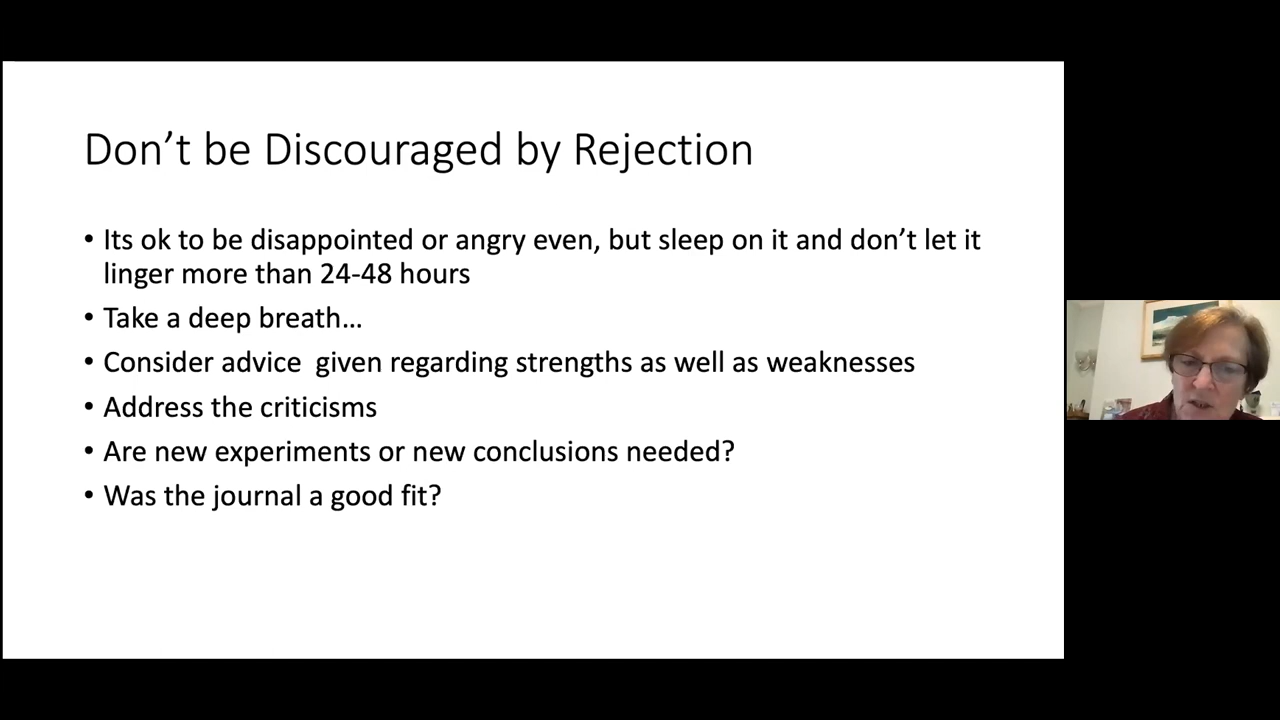 Don’t be Discouraged by Rejection
• Its ok to be disappointed or angry even, but sleep on it and don’t let it
linger more than 24-48 hours
• Take a deep breath…
• Consider advice  given regarding strengths as well as weaknesses
• Address the criticisms
• Are new experiments or new conclusions needed?
• Was the journal a good fit?